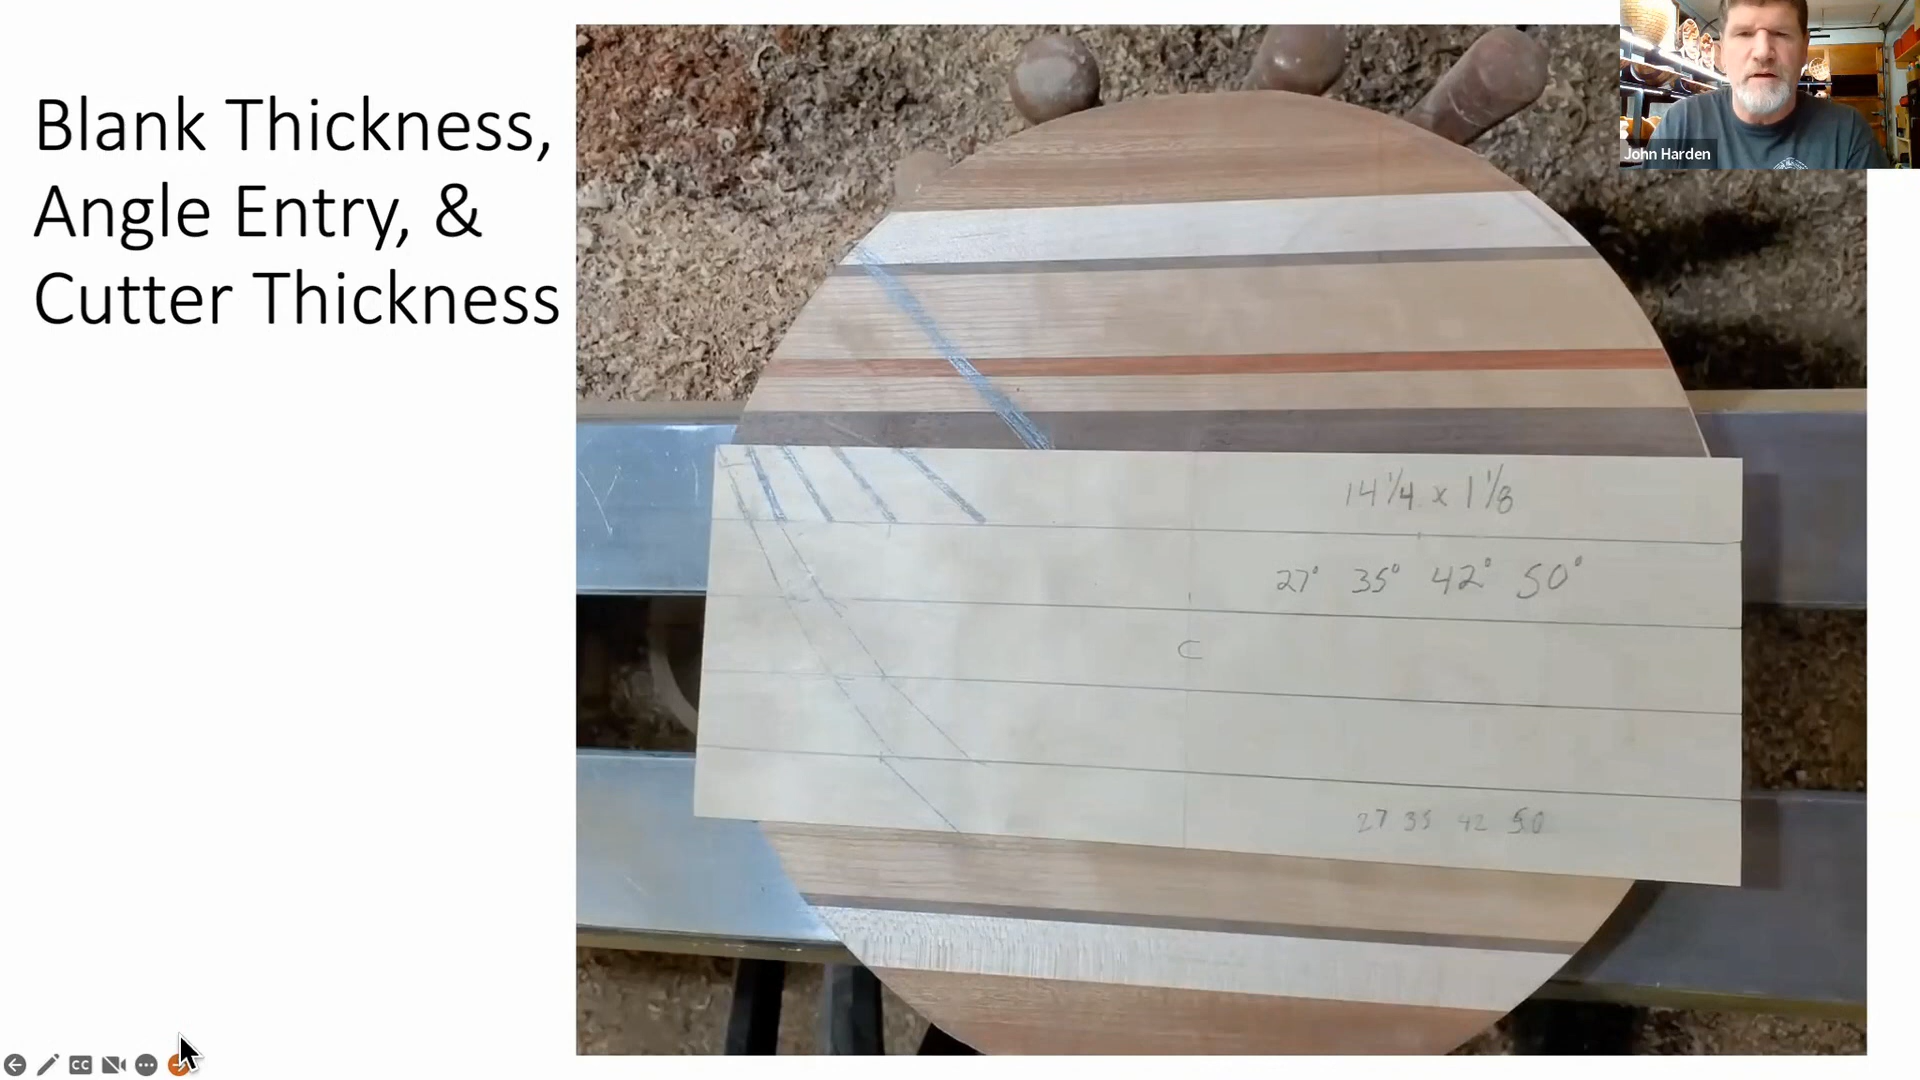 Blank Thickness,
Angle Entry, &
Cutter Thickness
John Harden
14 1/4 x 1 1/8
27° 35° 42° 50°
C
27 35 42 50
CC